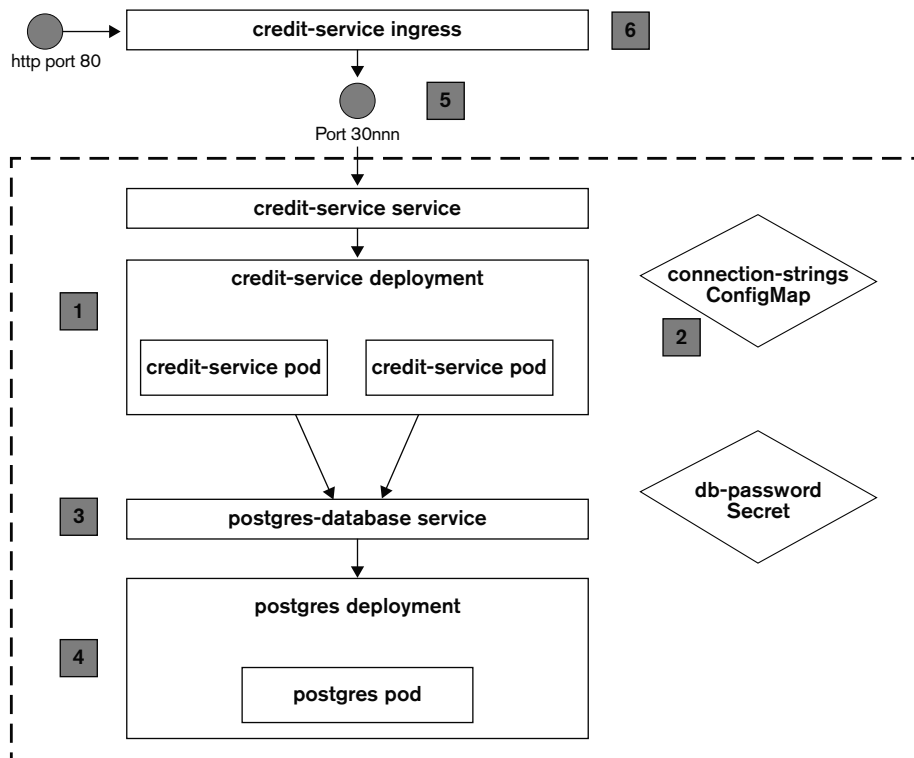 credit-service ingress
6
http port 80
5
Port 30nnn
credit-service service
credit-service deployment
1
connection-strings
ConfigMap
2
credit-service pod
credit-service pod
3
postgres-database service
db-password
Secret
postgres deployment
4
postgres pod